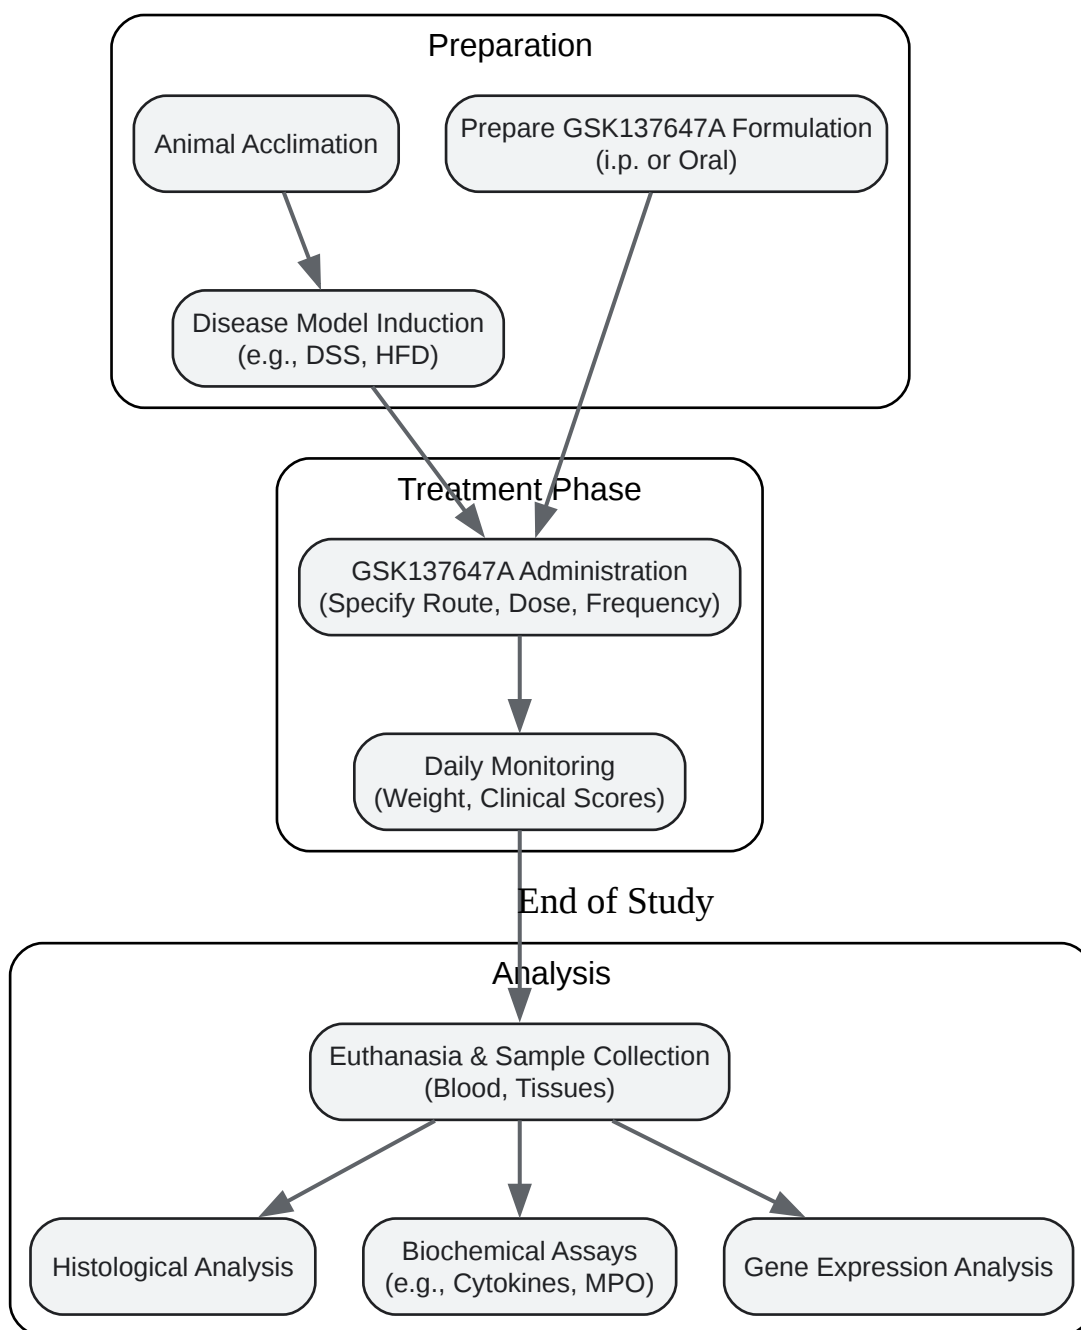 Preparation
Animal Acclimation
Prepare GSK137647A Formulation
(i.p. or Oral)
Disease Model Induction
(e.g., DSS, HFD)
Treatment Phase
GSK137647A Administration
(Specify Route, Dose, Frequency)
Daily Monitoring
(Weight, Clinical Scores)
End of Study
Analysis
Euthanasia & Sample Collection
(Blood, Tissues)
Histological Analysis
Biochemical Assays
(e.g., Cytokines, MPO)
Gene Expression Analysis